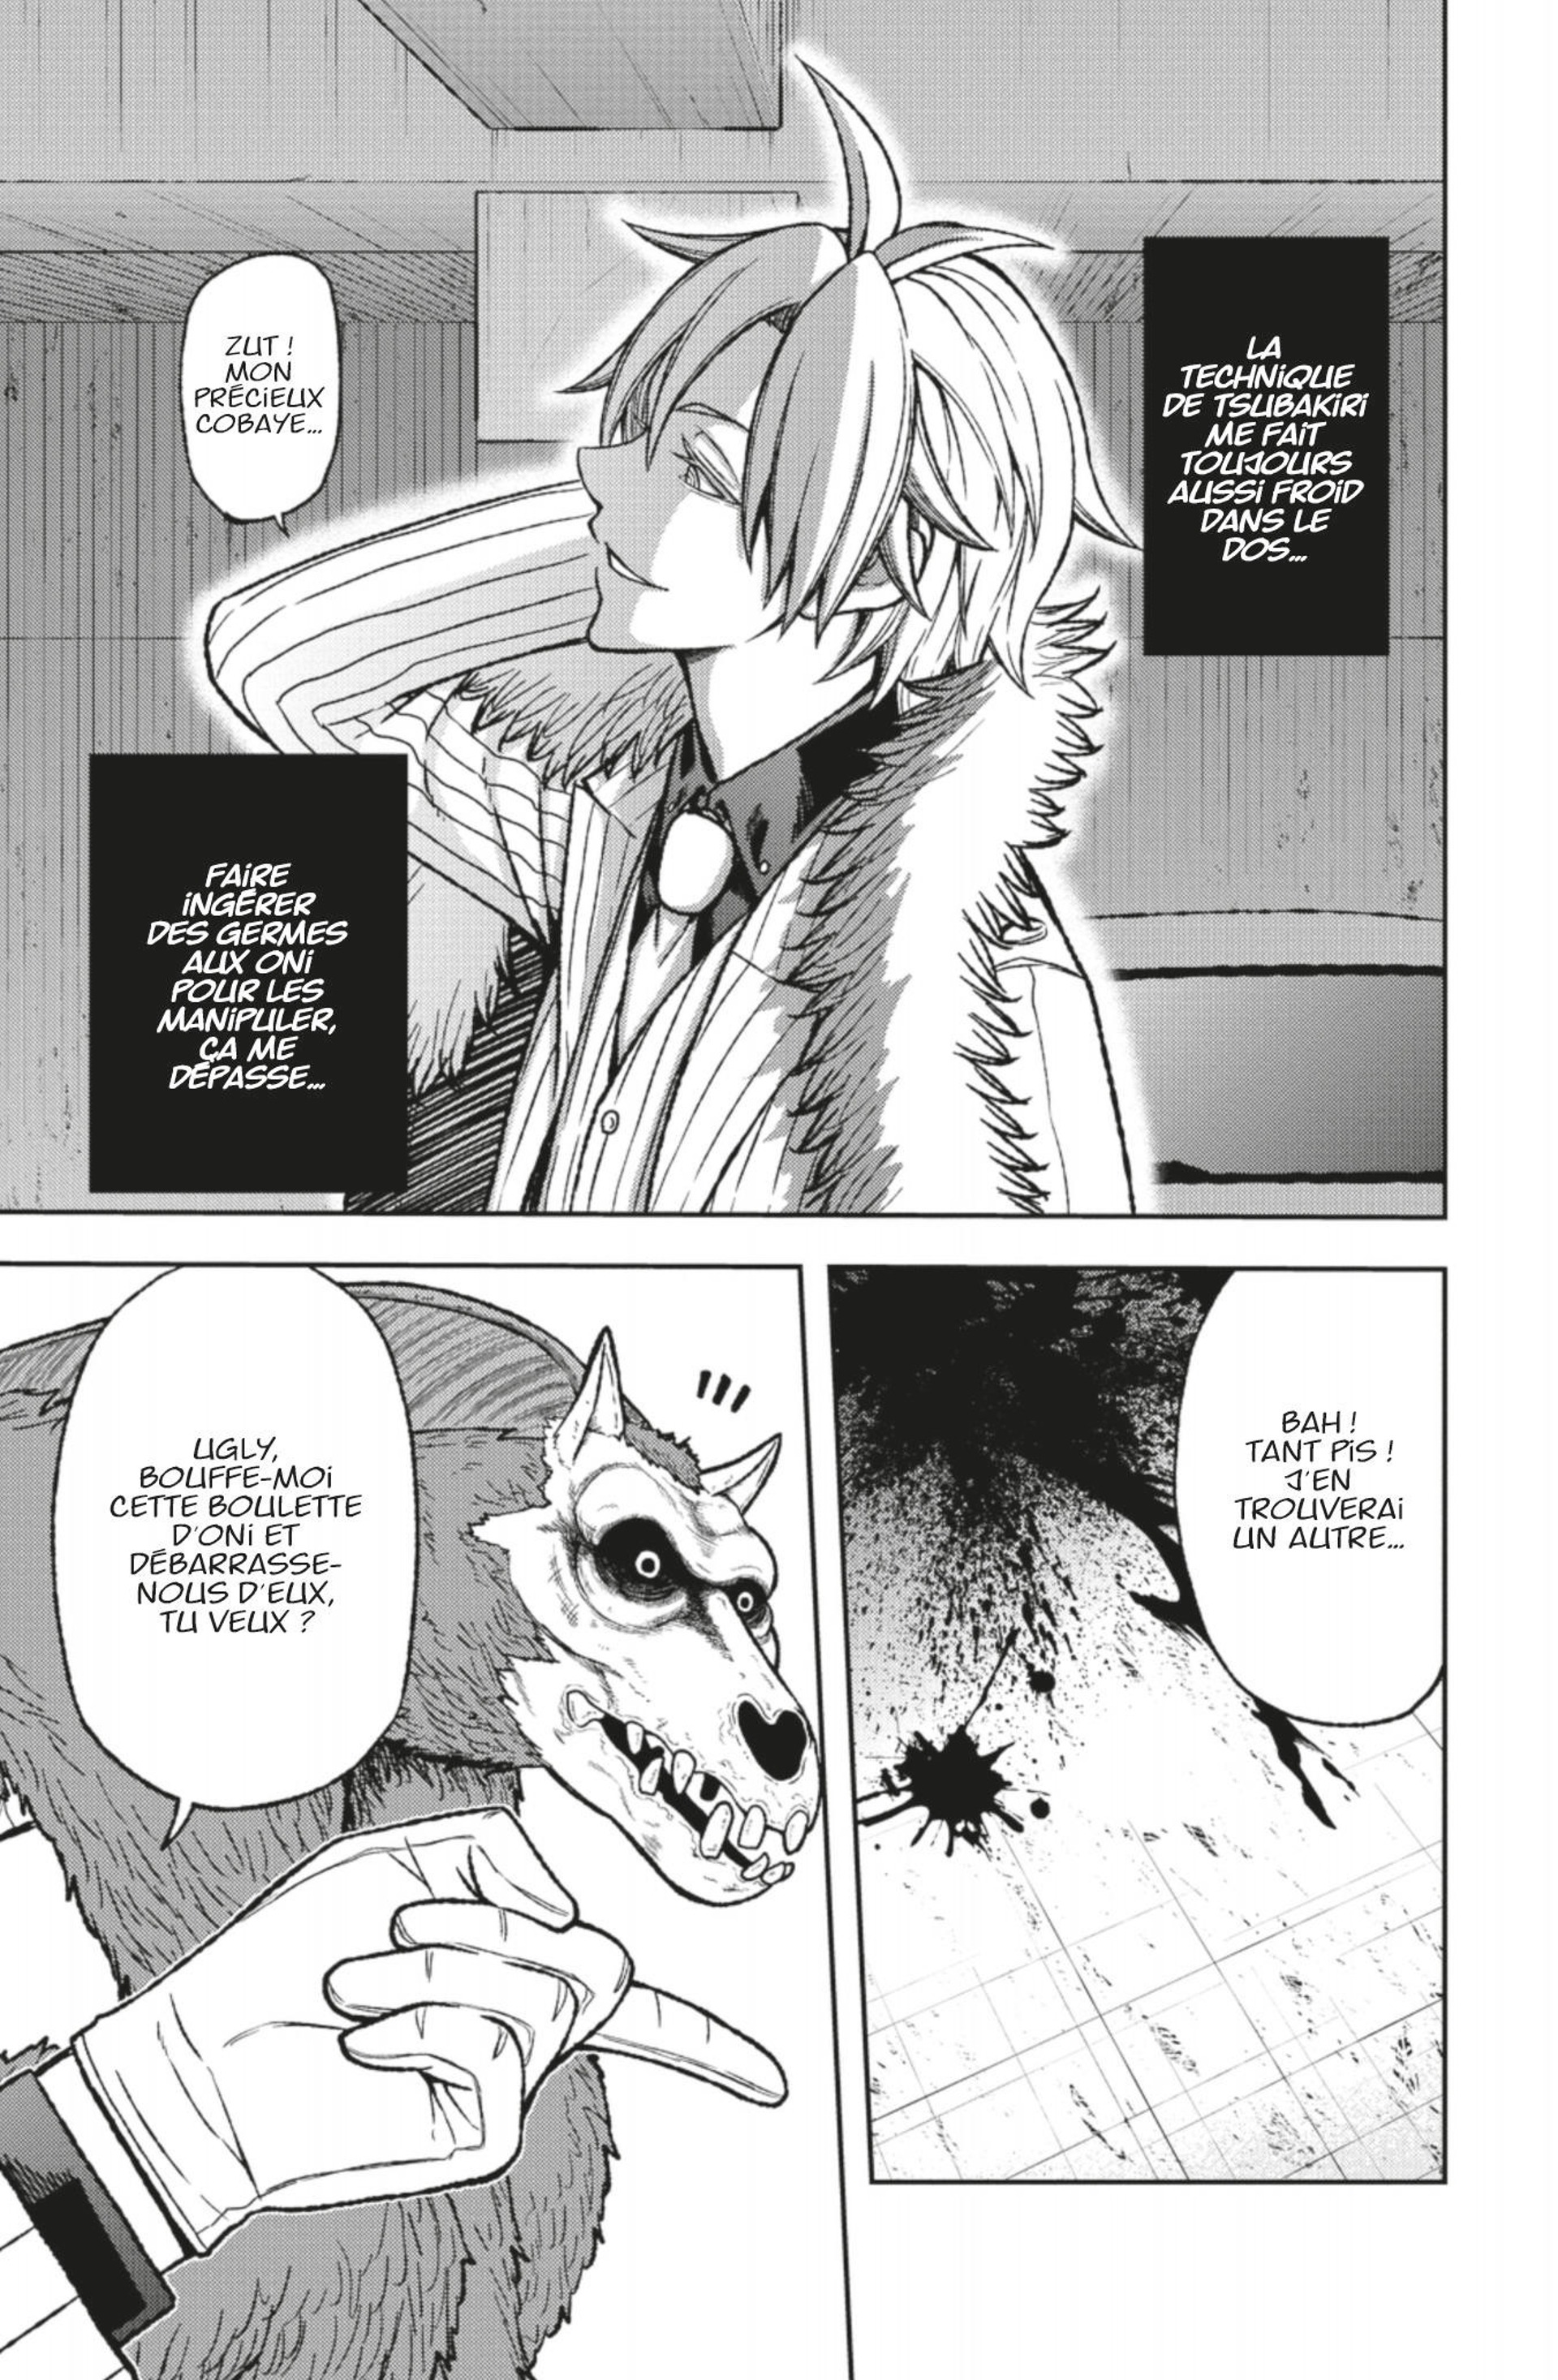 LA
TECHNIQUE
DE TSUBAKIRI
ME FAIT
TOUJOURS
AUSSI FROID
DANS LE
DOS...
ZUT !
MON
PRÉCIEUX
COBAYE...
FAIRE
INGÉRER
DES GERMES
AUX ONI
POUR LES
MANIPULER,
ÇA ME
DÉPASSE...
BAH !
TANT PIS !
J'EN
TROUVERAI
UN AUTRE...
UGLY,
BOUFFE-MOI
CETTE BOULETTE
D'ONI ET
DÉBARRASSE-
NOUS D'EUX,
TU VEUX ?